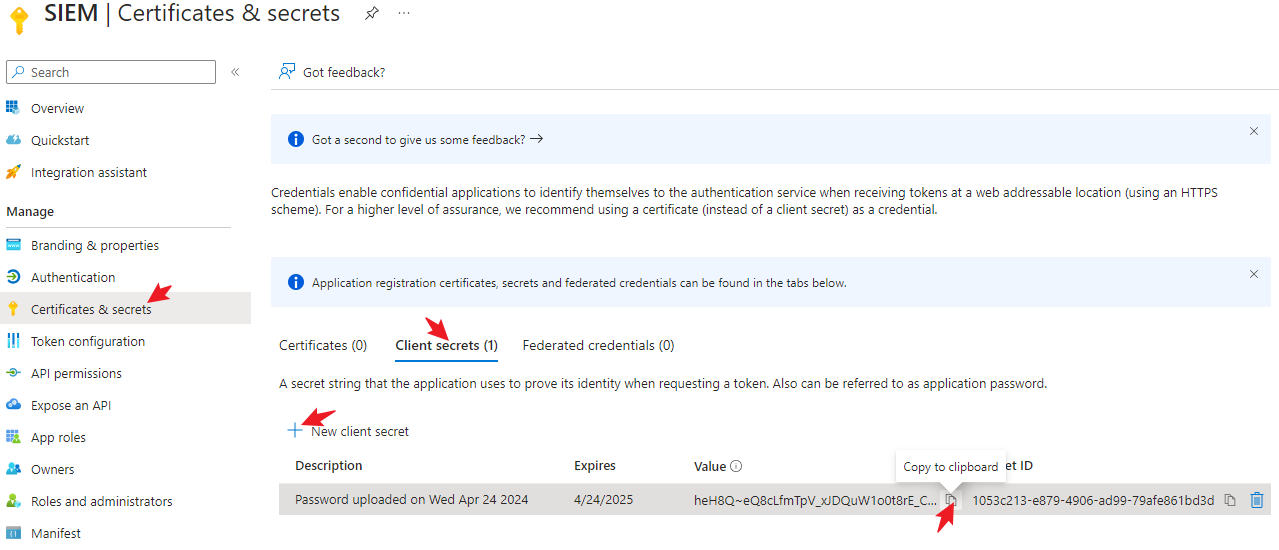 SIEM | Certificates & secrets
Search
Got feedback?
Overview
Quickstart
Integration assistant
Manage
Branding & properties
Authentication
Certificates & secrets
Token configuration
API permissions
Expose an API
App roles
Owners
Roles and administrators
Manifest
Got a second to give us some feedback?
Credentials enable confidential applications to identify themselves to the authentication service when receiving tokens at a web addressable location (using an HTTPS
scheme). For a higher level of assurance, we recommend using a certificate (instead of a client secret) as a credential.
Application registration certificates, secrets and federated credentials can be found in the tabs below.
Certificates (0) Client secrets (1) Federated credentials (0)
A secret string that the application uses to prove its identity when requesting a token. Also can be referred to as application password.
New client secret
Copy to clipboard
Description Expires Value et ID
Password uploaded on Wed Apr 24 2024 4/24/2025 heH8Q~eQ8cLfmTpV_xJDQuW1o0t8rE_C... 1053c213-e879-4906-ad99-79afe861bd3d